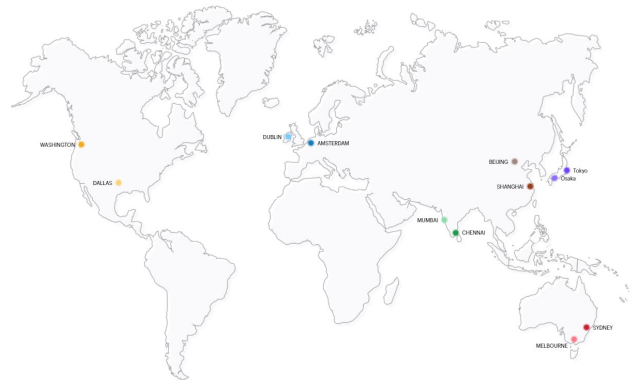 DUBLIN
WASHINGTON
AMSTERDAM
BEIJING
Tokyo
DALLAS
Osaka
SHANGHAI
MUMBAI
CHENNAI
SYDNEY
MELBOURNE